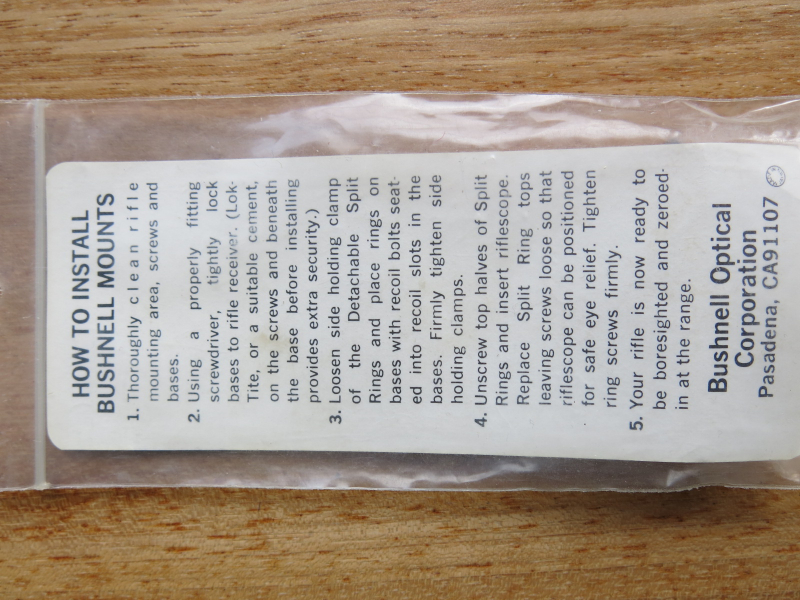 HOW TO INSTALL
BUSHNELL MOUNTS
1. Thoroughly clean rifle
mounting area, screws and
bases.
2. Using a properly fitting
screwdriver, tightly lock
bases to rifle receiver. (Lok-
Tite, or a suitable cement,
on the screws and beneath
the base before installing
provides extra security.)
3. Loosen side holding clamp
of the Detachable Split
Rings and place rings on
bases with recoil bolts seat-
ed into recoil slots in the
bases. Firmly tighten side
holding clamps.
4. Unscrew top halves of Split
Rings and insert riflescope.
Replace Split Ring tops
leaving screws loose so that
riflescope can be positioned
for safe eye relief. Tighten
ring screws firmly.
5. Your rifle is now ready to
be boresighted and zeroed-
in at the range.
Bushnell Optical
Corporation
Pasadena, CA91107